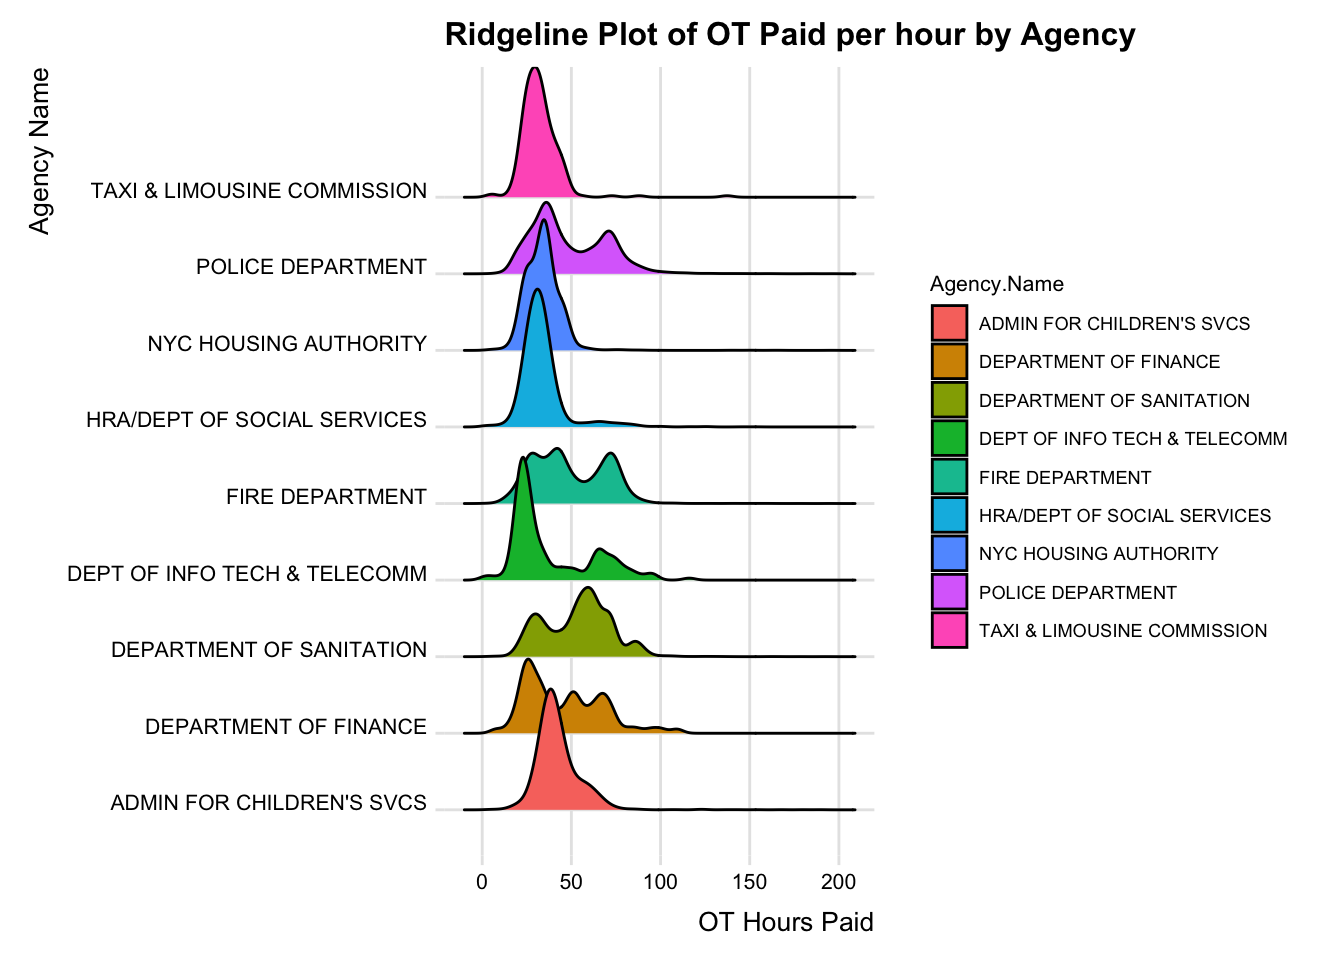 Ridgeline Plot of OT Paid per hour by Agency
Agency Name
TAXI & LIMOUSINE COMMISSION
POLICE DEPARTMENT
NYC HOUSING AUTHORITY
HRA/DEPT OF SOCIAL SERVICES
FIRE DEPARTMENT
DEPT OF INFO TECH & TELECOMM
DEPARTMENT OF SANITATION
DEPARTMENT OF FINANCE
ADMIN FOR CHILDREN'S SVCS
0 50 100 150 200
OT Hours Paid
Agency.Name
ADMIN FOR CHILDREN'S SVCS
DEPARTMENT OF FINANCE
DEPARTMENT OF SANITATION
DEPT OF INFO TECH & TELECOMM
FIRE DEPARTMENT
HRA/DEPT OF SOCIAL SERVICES
NYC HOUSING AUTHORITY
POLICE DEPARTMENT
TAXI & LIMOUSINE COMMISSION